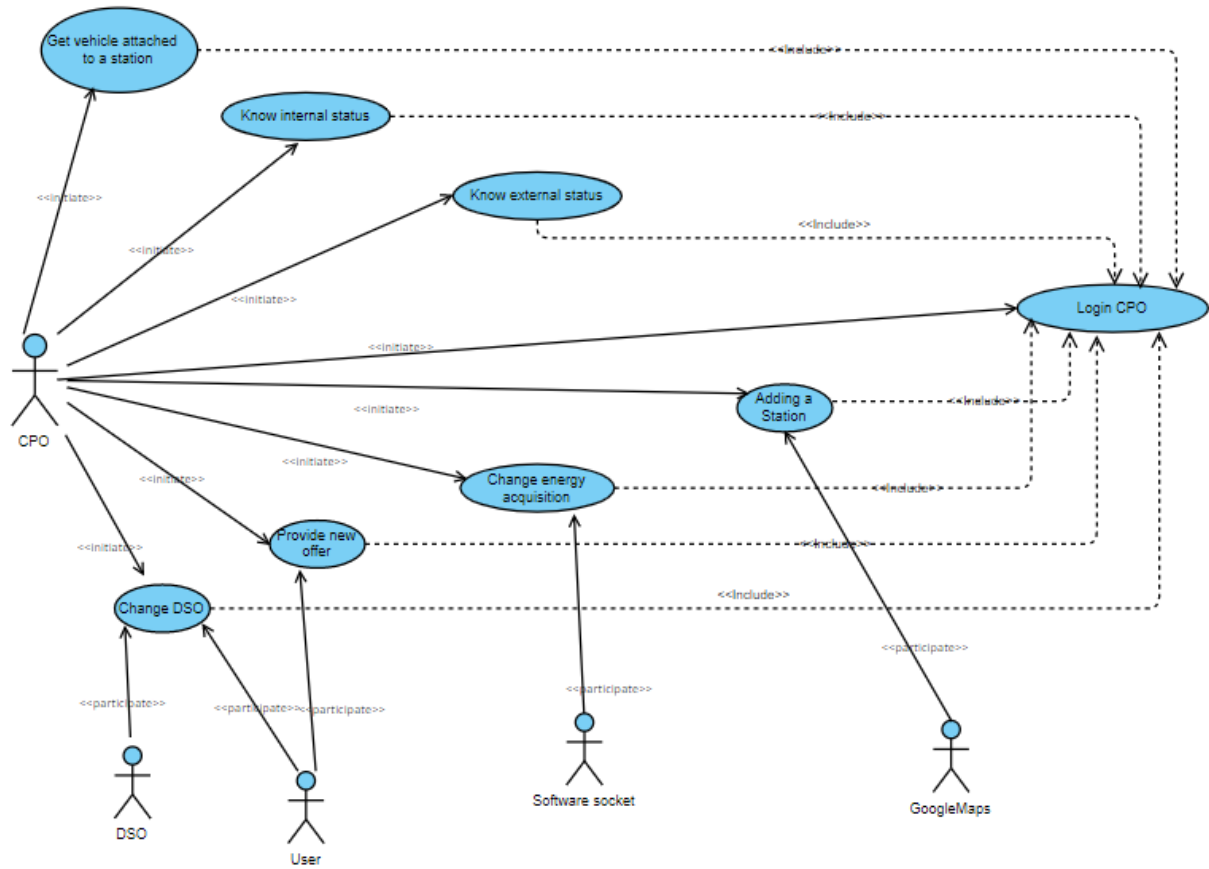 Get vehicle attached
to a station
<<Include>>
Know internal status
<<Include>>
Know external status
<<initiate>>
<<Include>>
<<initiate>>
<<initiate>>
Login CPO
<<initiate>>
CPO
<<initiate>>
Adding a
Station
<<Include>>
<<initiate>>
<<initiate>>
Change energy
acquisition
<<Include>>
Provide new
offer
<<Include>>
<<initiate>>
Change DSO
<<Include>>
<<participate>>
<<participate>>
<<participate>>
<<participate>>
<<participate>>
DSO
User
Software socket
GoogleMaps